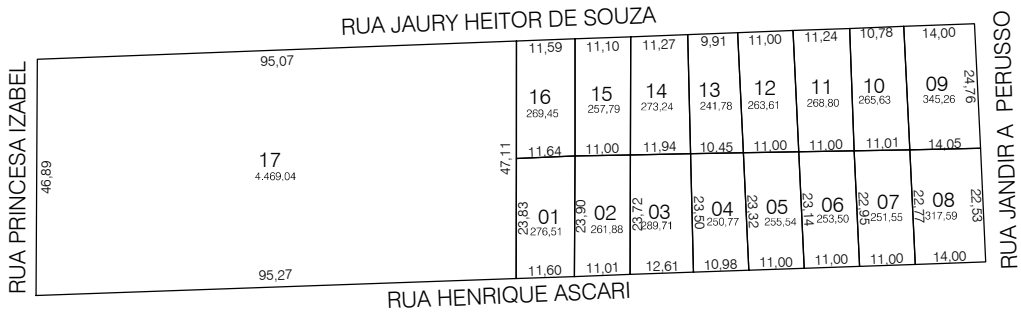 RUA JAURY HEITOR DE SOUZA
RUA PRINCESA IZABEL
RUA JANDIR A PERUSSO
95,07
11,59 11,10 11,27 9,91 11,00 11,24 10,78 14,00
16 15 14 13 12 11 10 09
269,45 257,79 273,24 241,78 263,61 268,80 265,63 345,26
24,76
11,64 11,00 11,94 10,45 11,00 11,00 11,01 14,05
46,89
17
4.469,04
47,11
23,83 23,90 23,72 23,50 23,32 23,14 22,95 22,77 22,53
01 02 03 04 05 06 07 08
276,51 261,88 289,71 250,77 255,54 253,50 251,55 317,59
95,27
11,60 11,01 12,61 10,98 11,00 11,00 11,00 14,00
RUA HENRIQUE ASCARI